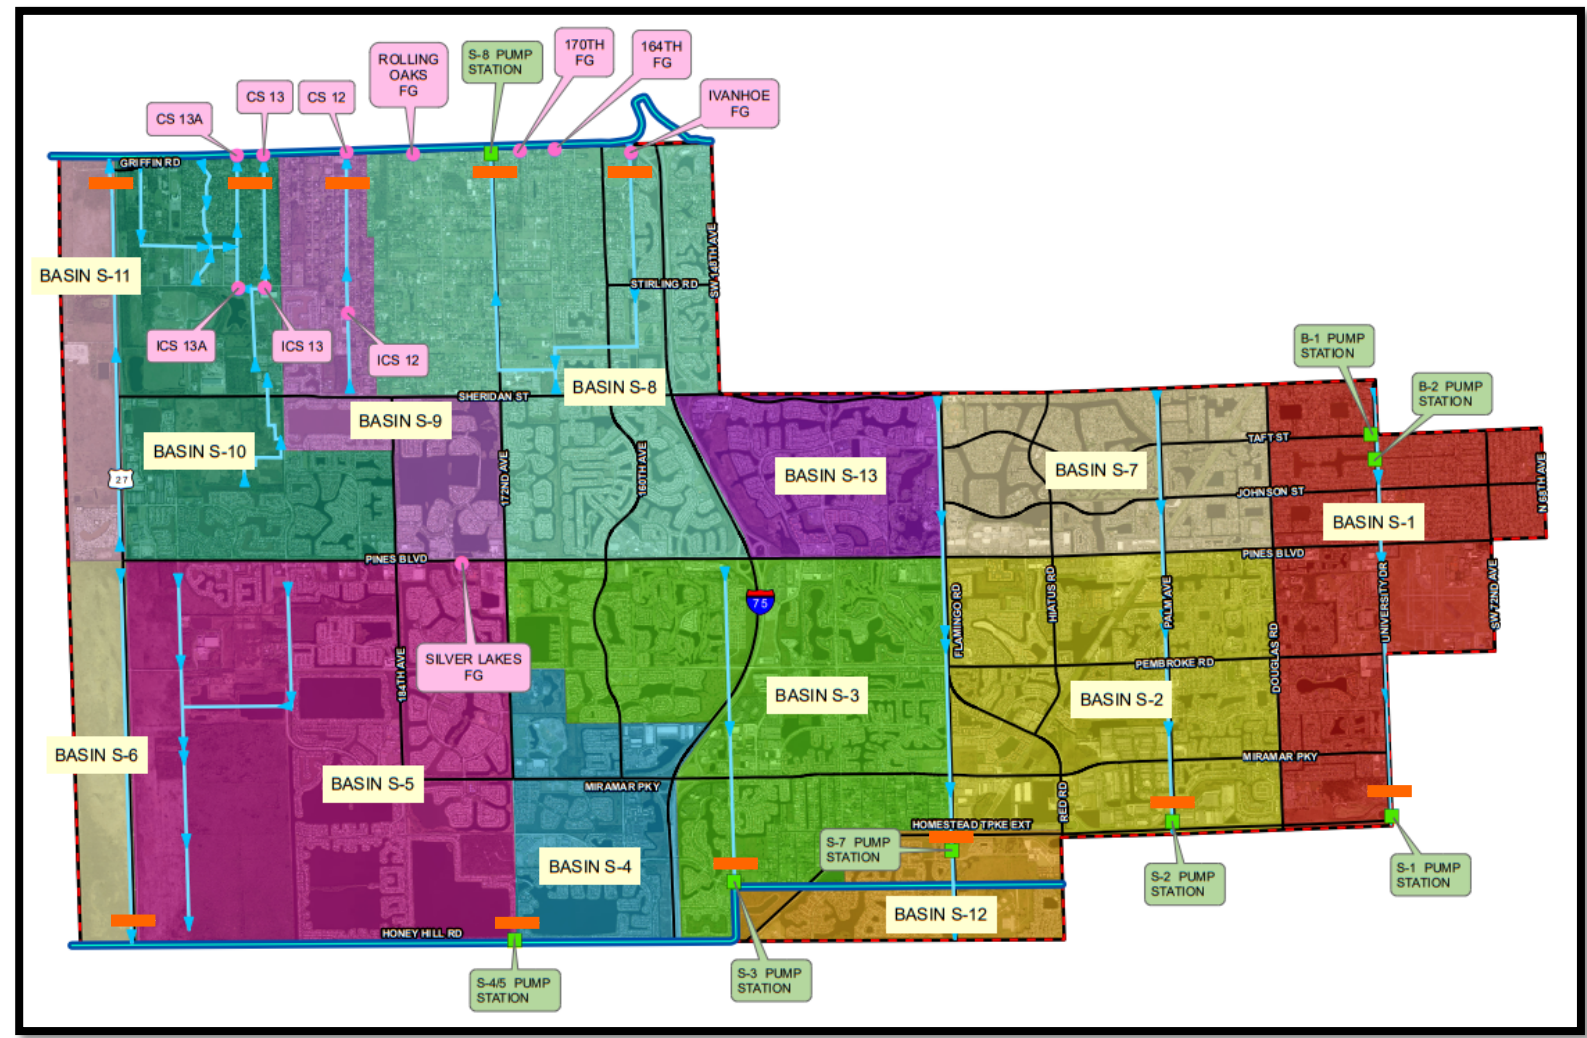 ROLLING
OAKS
FG
S-8 PUMP
STATION
170TH
FG
164TH
FG
CS 13A
CS 13
CS 12
IVANHOE
FG
GRIFFIN RD
SW 148TH AVE
BASIN S-11
STIRLING RD
ICS 13A
ICS 13
ICS 12
BASIN S-8
SHERIDAN ST
B-1 PUMP
STATION
B-2 PUMP
STATION
BASIN S-9
BASIN S-10
27
172ND AVE
160TH AVE
BASIN S-13
BASIN S-7
TAFT ST
JOHNSON ST
N 68TH AVE
BASIN S-1
PINES BLVD
PINES BLVD
75
FLAMINGO RD
HIATUS RD
PALM AVE
DOUGLAS RD
UNIVERSITY DR
SW 72ND AVE
184TH AVE
SILVER LAKES
FG
PEMBROKE RD
BASIN S-3
BASIN S-2
BASIN S-6
BASIN S-5
MIRAMAR PKY
MIRAMAR PKY
RED RD
HOMESTEAD TPKE EXT
S-7 PUMP
STATION
BASIN S-4
S-2 PUMP
STATION
S-1 PUMP
STATION
BASIN S-12
HONEY HILL RD
S-4/5 PUMP
STATION
S-3 PUMP
STATION